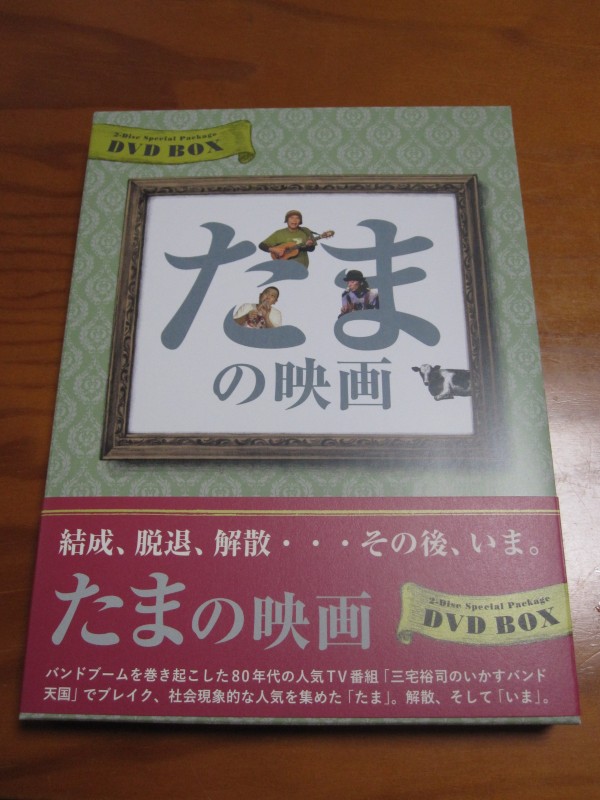 2-Disc Special Package
DVD BOX
たま
の映画
結成、脱退、解散・・・その後、いま。
たまの映画
2-Disc Special Package
DVD BOX
バンドブームを巻き起こした80年代の人気TV番組「三宅裕司のいかすバンド
天国」でブレイク、社会現象的な人気を集めた「たま」。解散、そして「いま」。